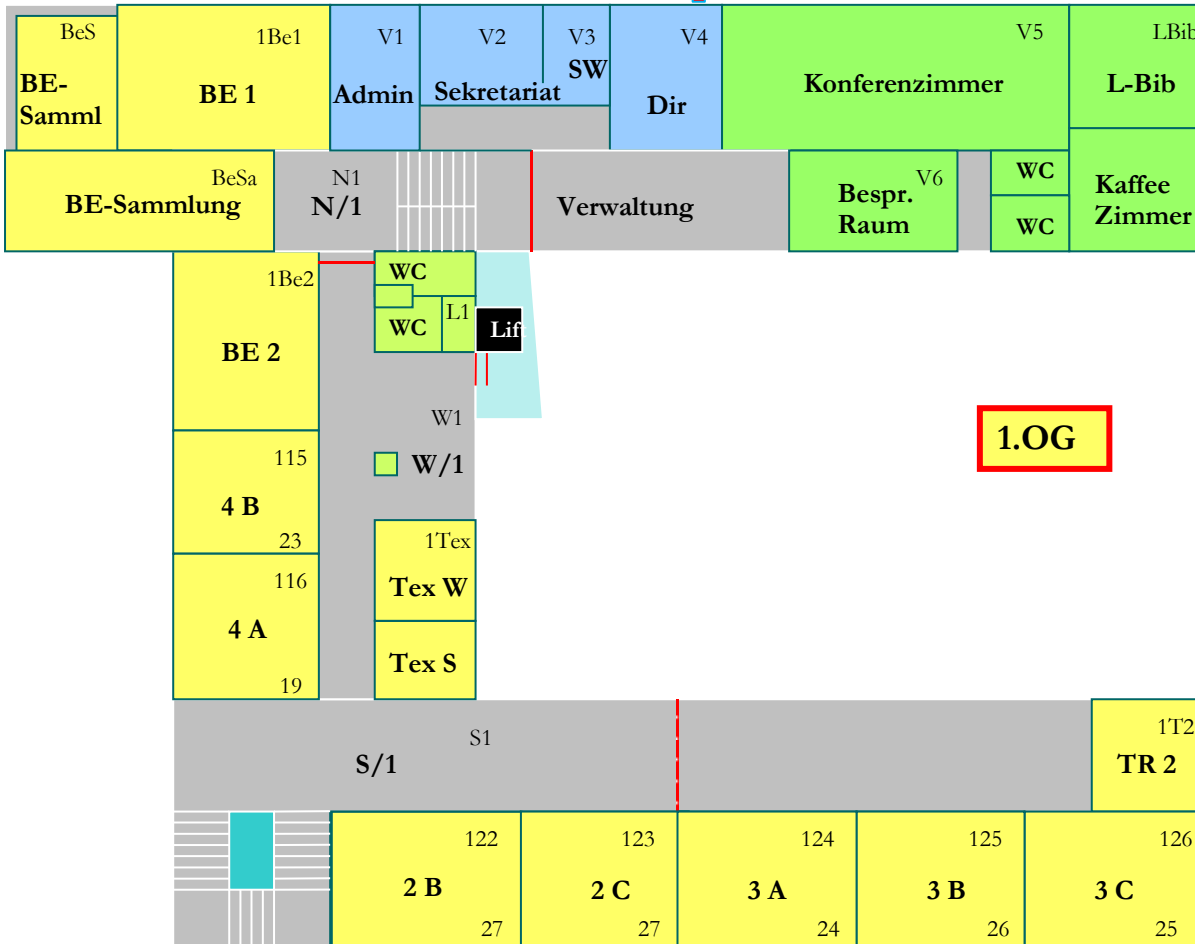 BeS
BE-
Samml
1Be1
BE 1
V1
Admin
V2
Sekretariat
V3
SW
V4
Dir
V5
Konferenzimmer
LBib
L-Bib
BeSa
BE-Sammlung
N1
N/1
Verwaltung
V6
Bespr.
Raum
WC
WC
Kaffee
Zimmer
1Be2
BE 2
WC
WC
L1
Lift
W1
W/1
1.OG
115
4 B
23
116
4 A
19
1Tex
Tex W
Tex S
S1
S/1
1T2
TR 2
122
2 B
27
123
2 C
27
124
3 A
24
125
3 B
26
126
3 C
25